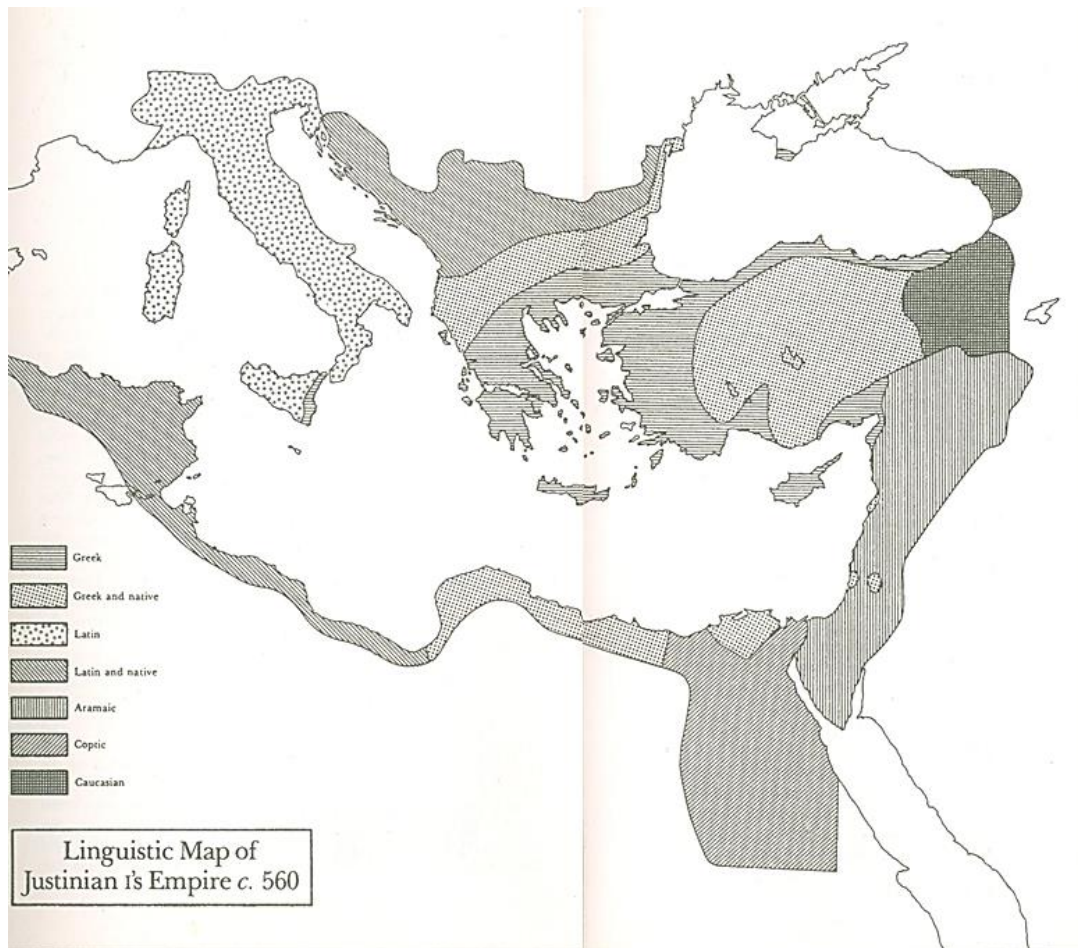 Greek
Greek and native
Latin
Latin and native
Aramaic
Coptic
Caucasian
Linguistic Map of
Justinian I's Empire c. 560